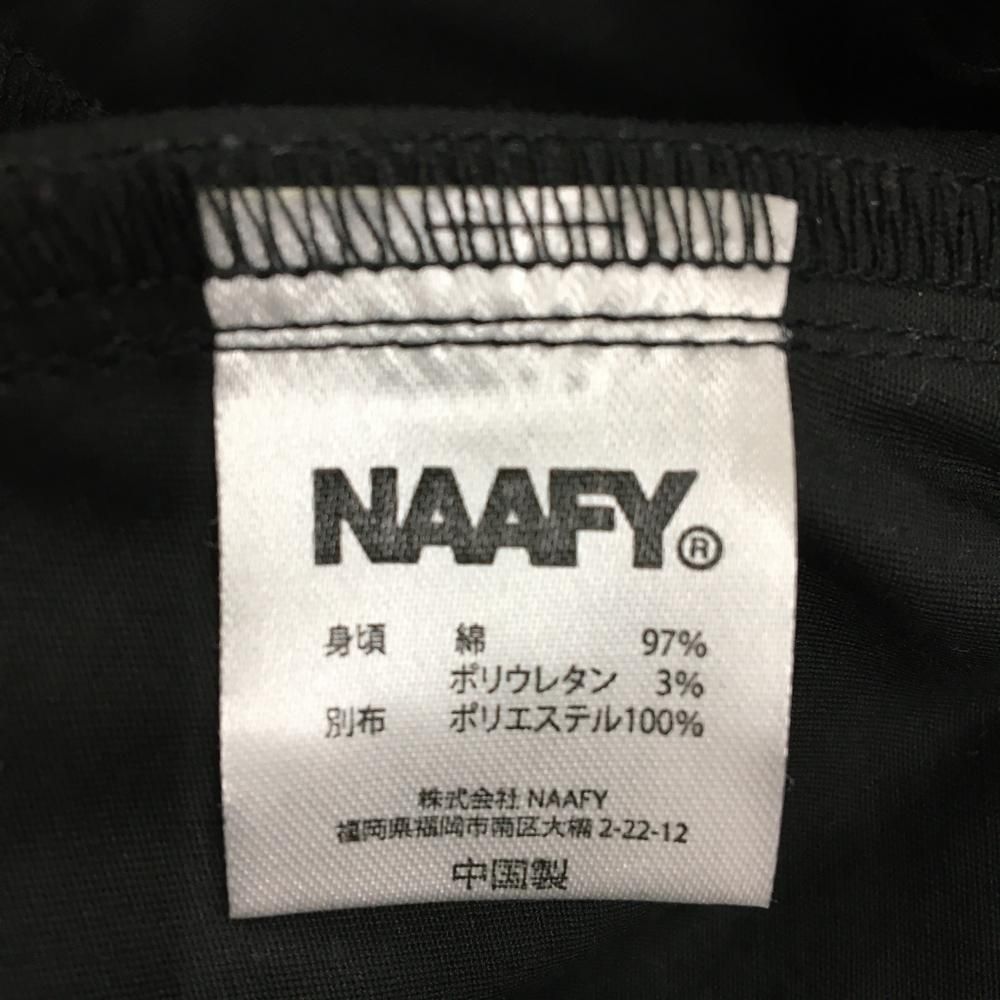 NAAFY®
身頃 綿 97%
ポリウレタン 3%
別布 ポリエステル100%
株式会社 NAAFY
福岡県福岡市南区大橋 2-22-12
中国製